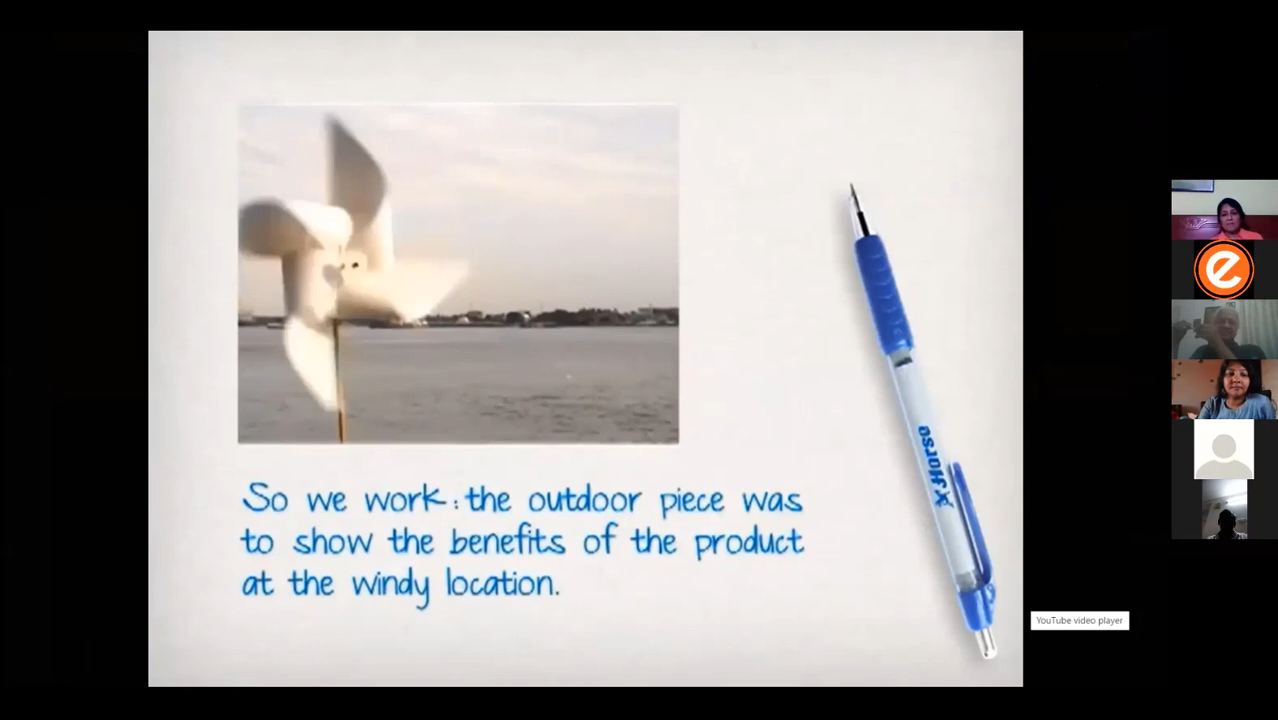 So we work : the outdoor piece was
to show the benefits of the product
at the windy location.
Horse
YouTube video player